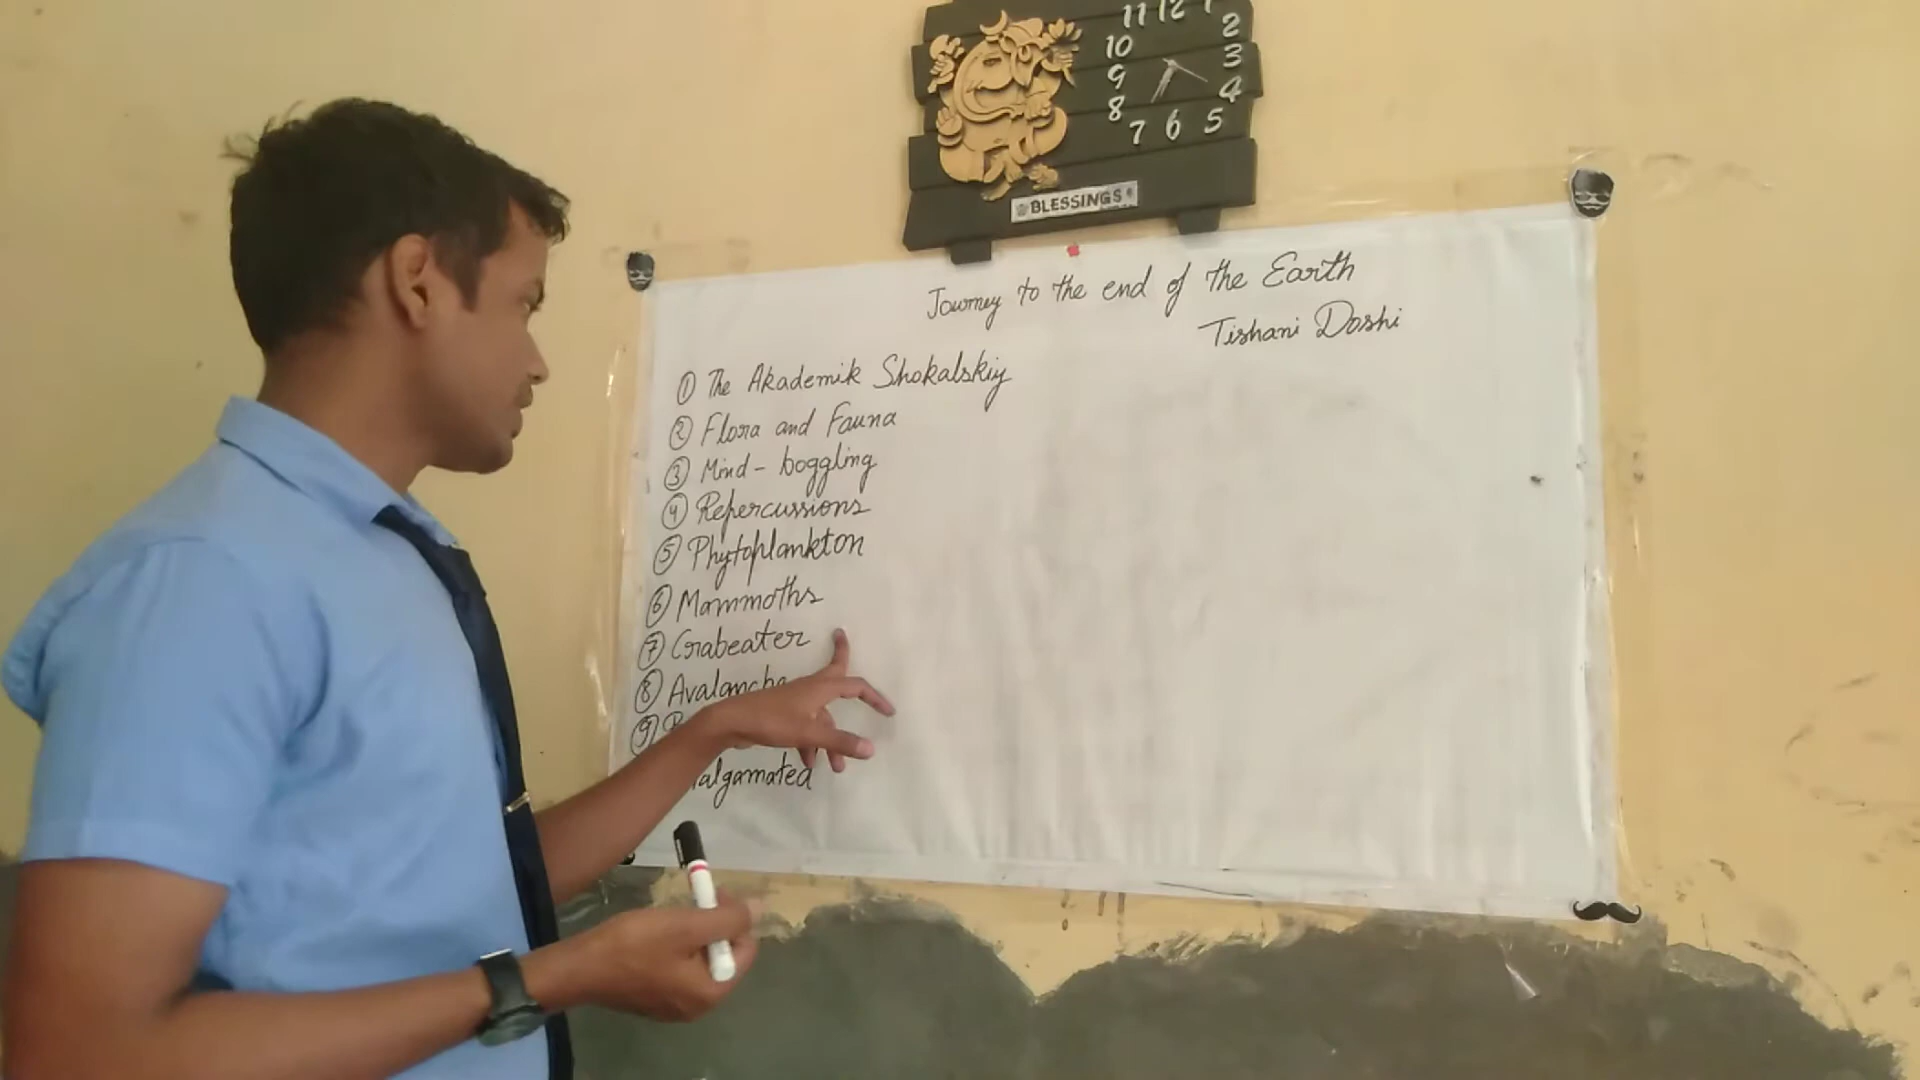 11 12 1
10 2
9 3
8 4
7 6 5
BLESSINGS
Journey to the end of the Earth
Tishani Doshi
① The Akademik Shokalskiy
② Flora and Fauna
③ Mind-boggling
④ Repercussions
⑤ Phytoplankton
⑥ Mammoths
⑦ Crabeater
⑧ Avalanche
⑨
algamated